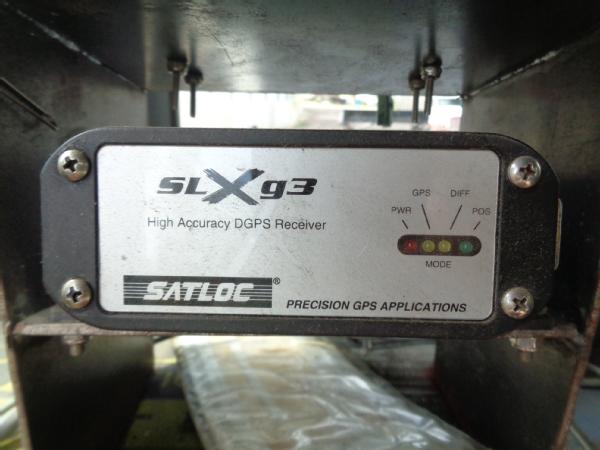 SLXg3
High Accuracy DGPS Receiver
GPS DIFF
PWR POS
MODE
SATLOC®
PRECISION GPS APPLICATIONS